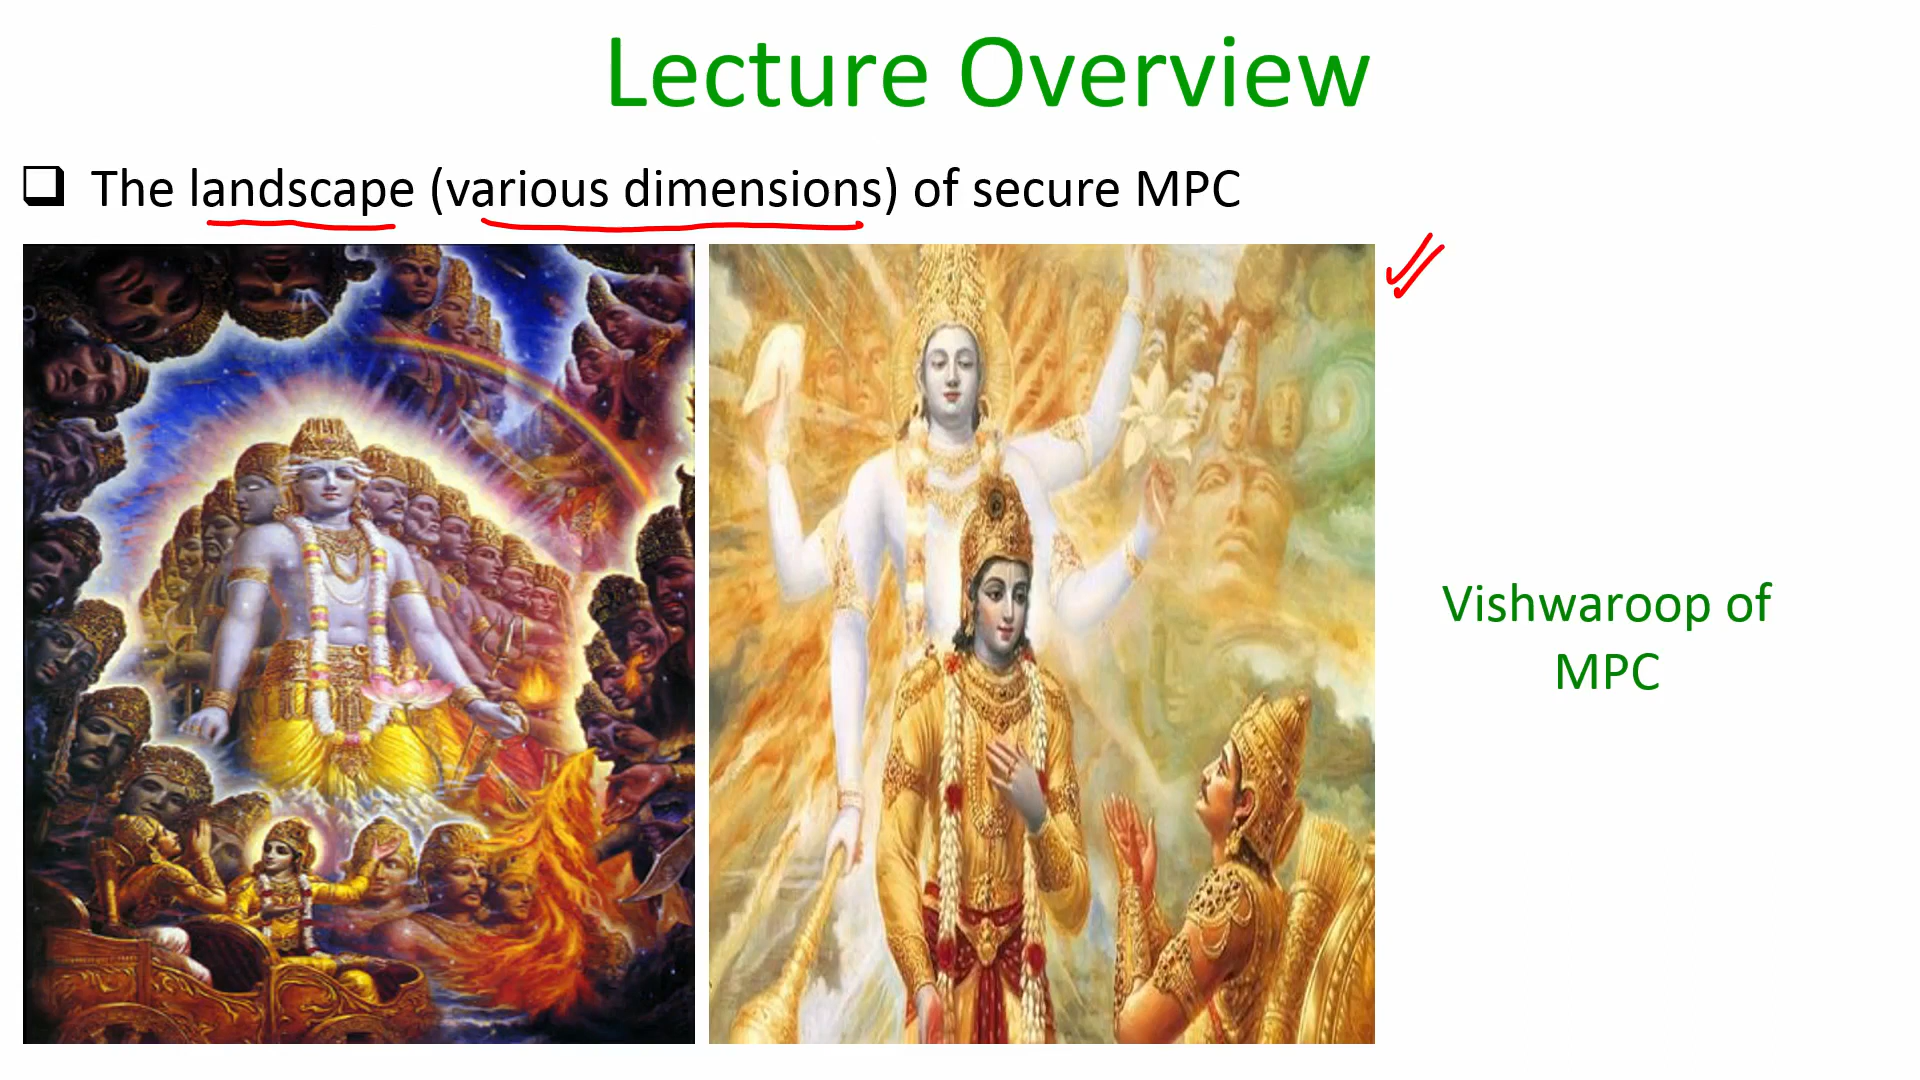 Lecture Overview
The landscape (various dimensions) of secure MPC
Vishwaroop of
MPC